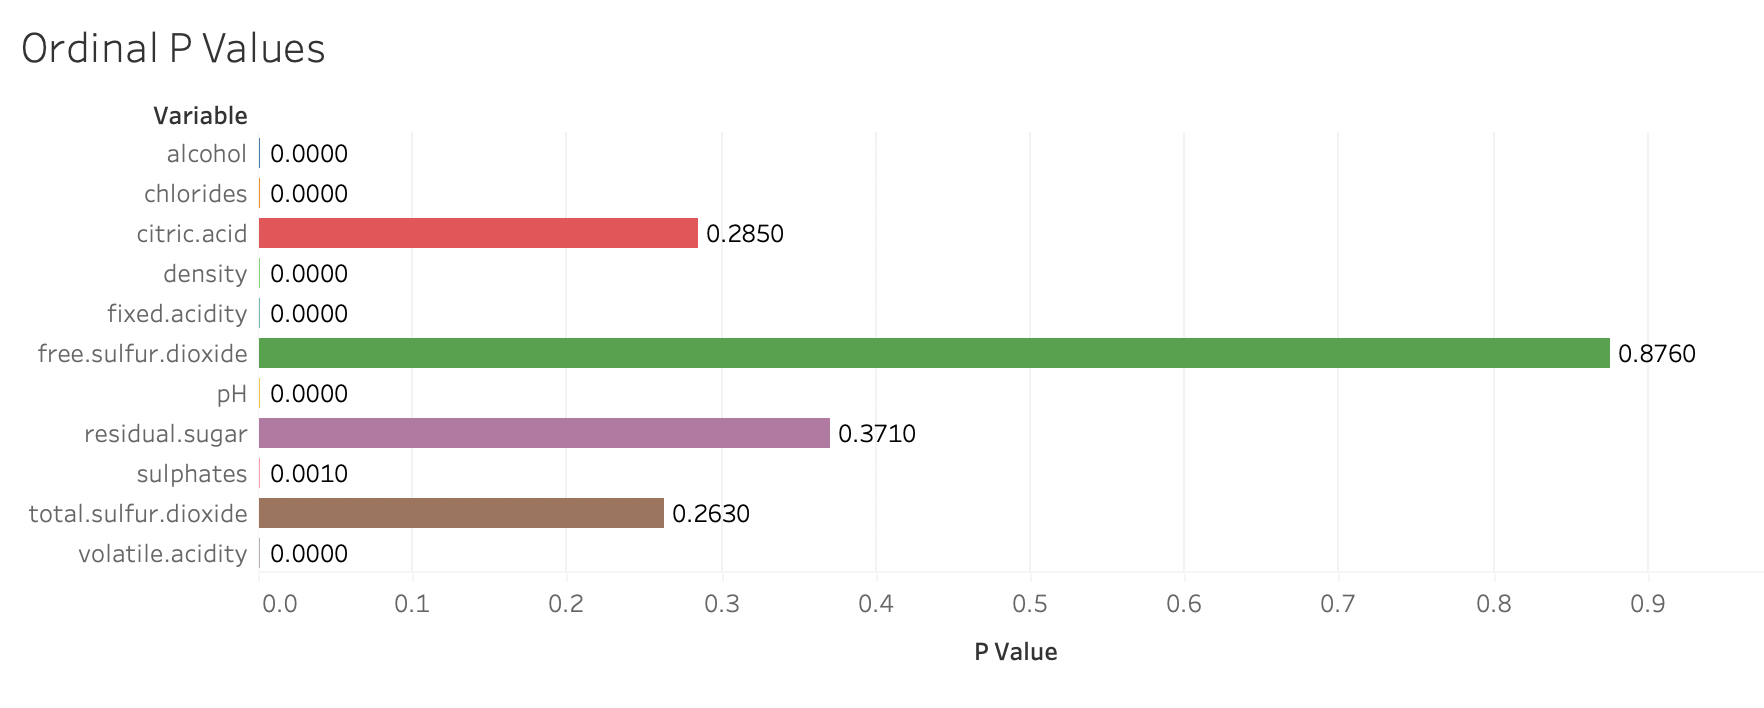 Ordinal P Values
Variable
alcohol 0.0000
chlorides 0.0000
citric.acid 0.2850
density 0.0000
fixed.acidity 0.0000
free.sulfur.dioxide 0.8760
pH 0.0000
residual.sugar 0.3710
sulphates 0.0010
total.sulfur.dioxide 0.2630
volatile.acidity 0.0000
0.0 0.1 0.2 0.3 0.4 0.5 0.6 0.7 0.8 0.9
P Value